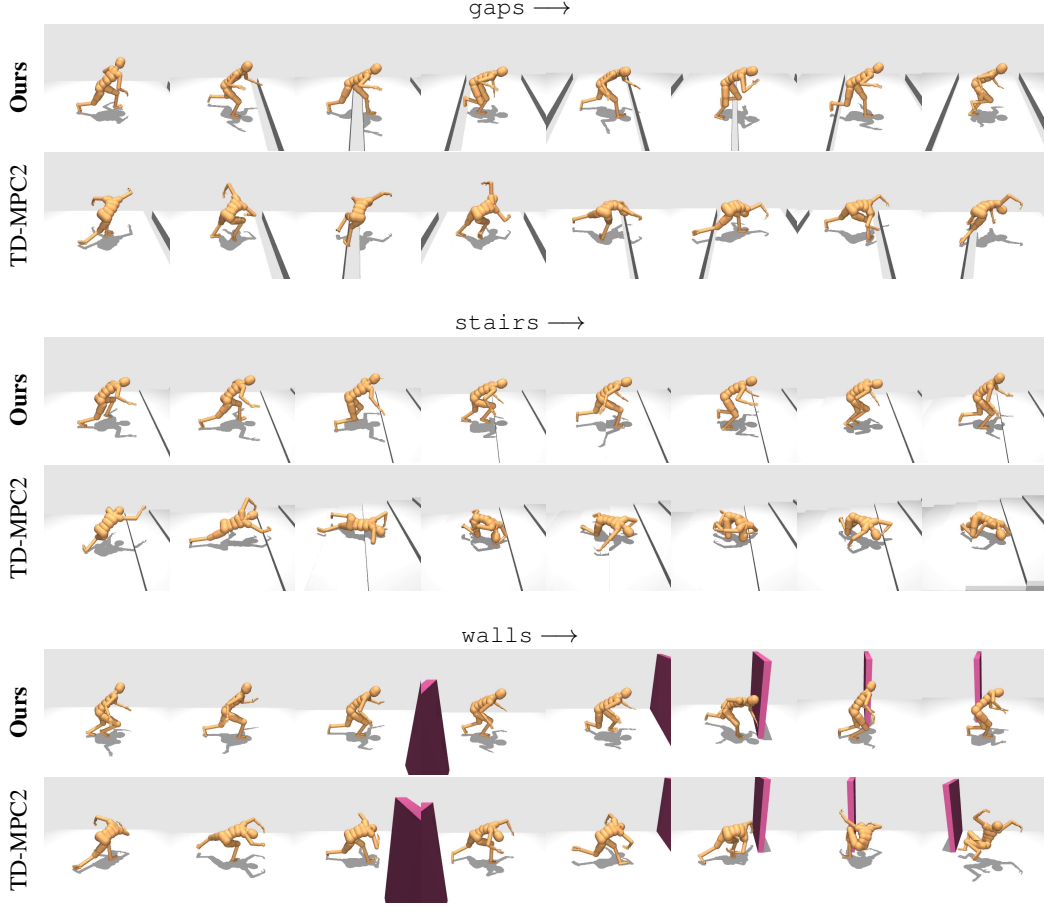 gaps ⟶
Ours
TD-MPC2
stairs ⟶
Ours
TD-MPC2
walls ⟶
Ours
TD-MPC2